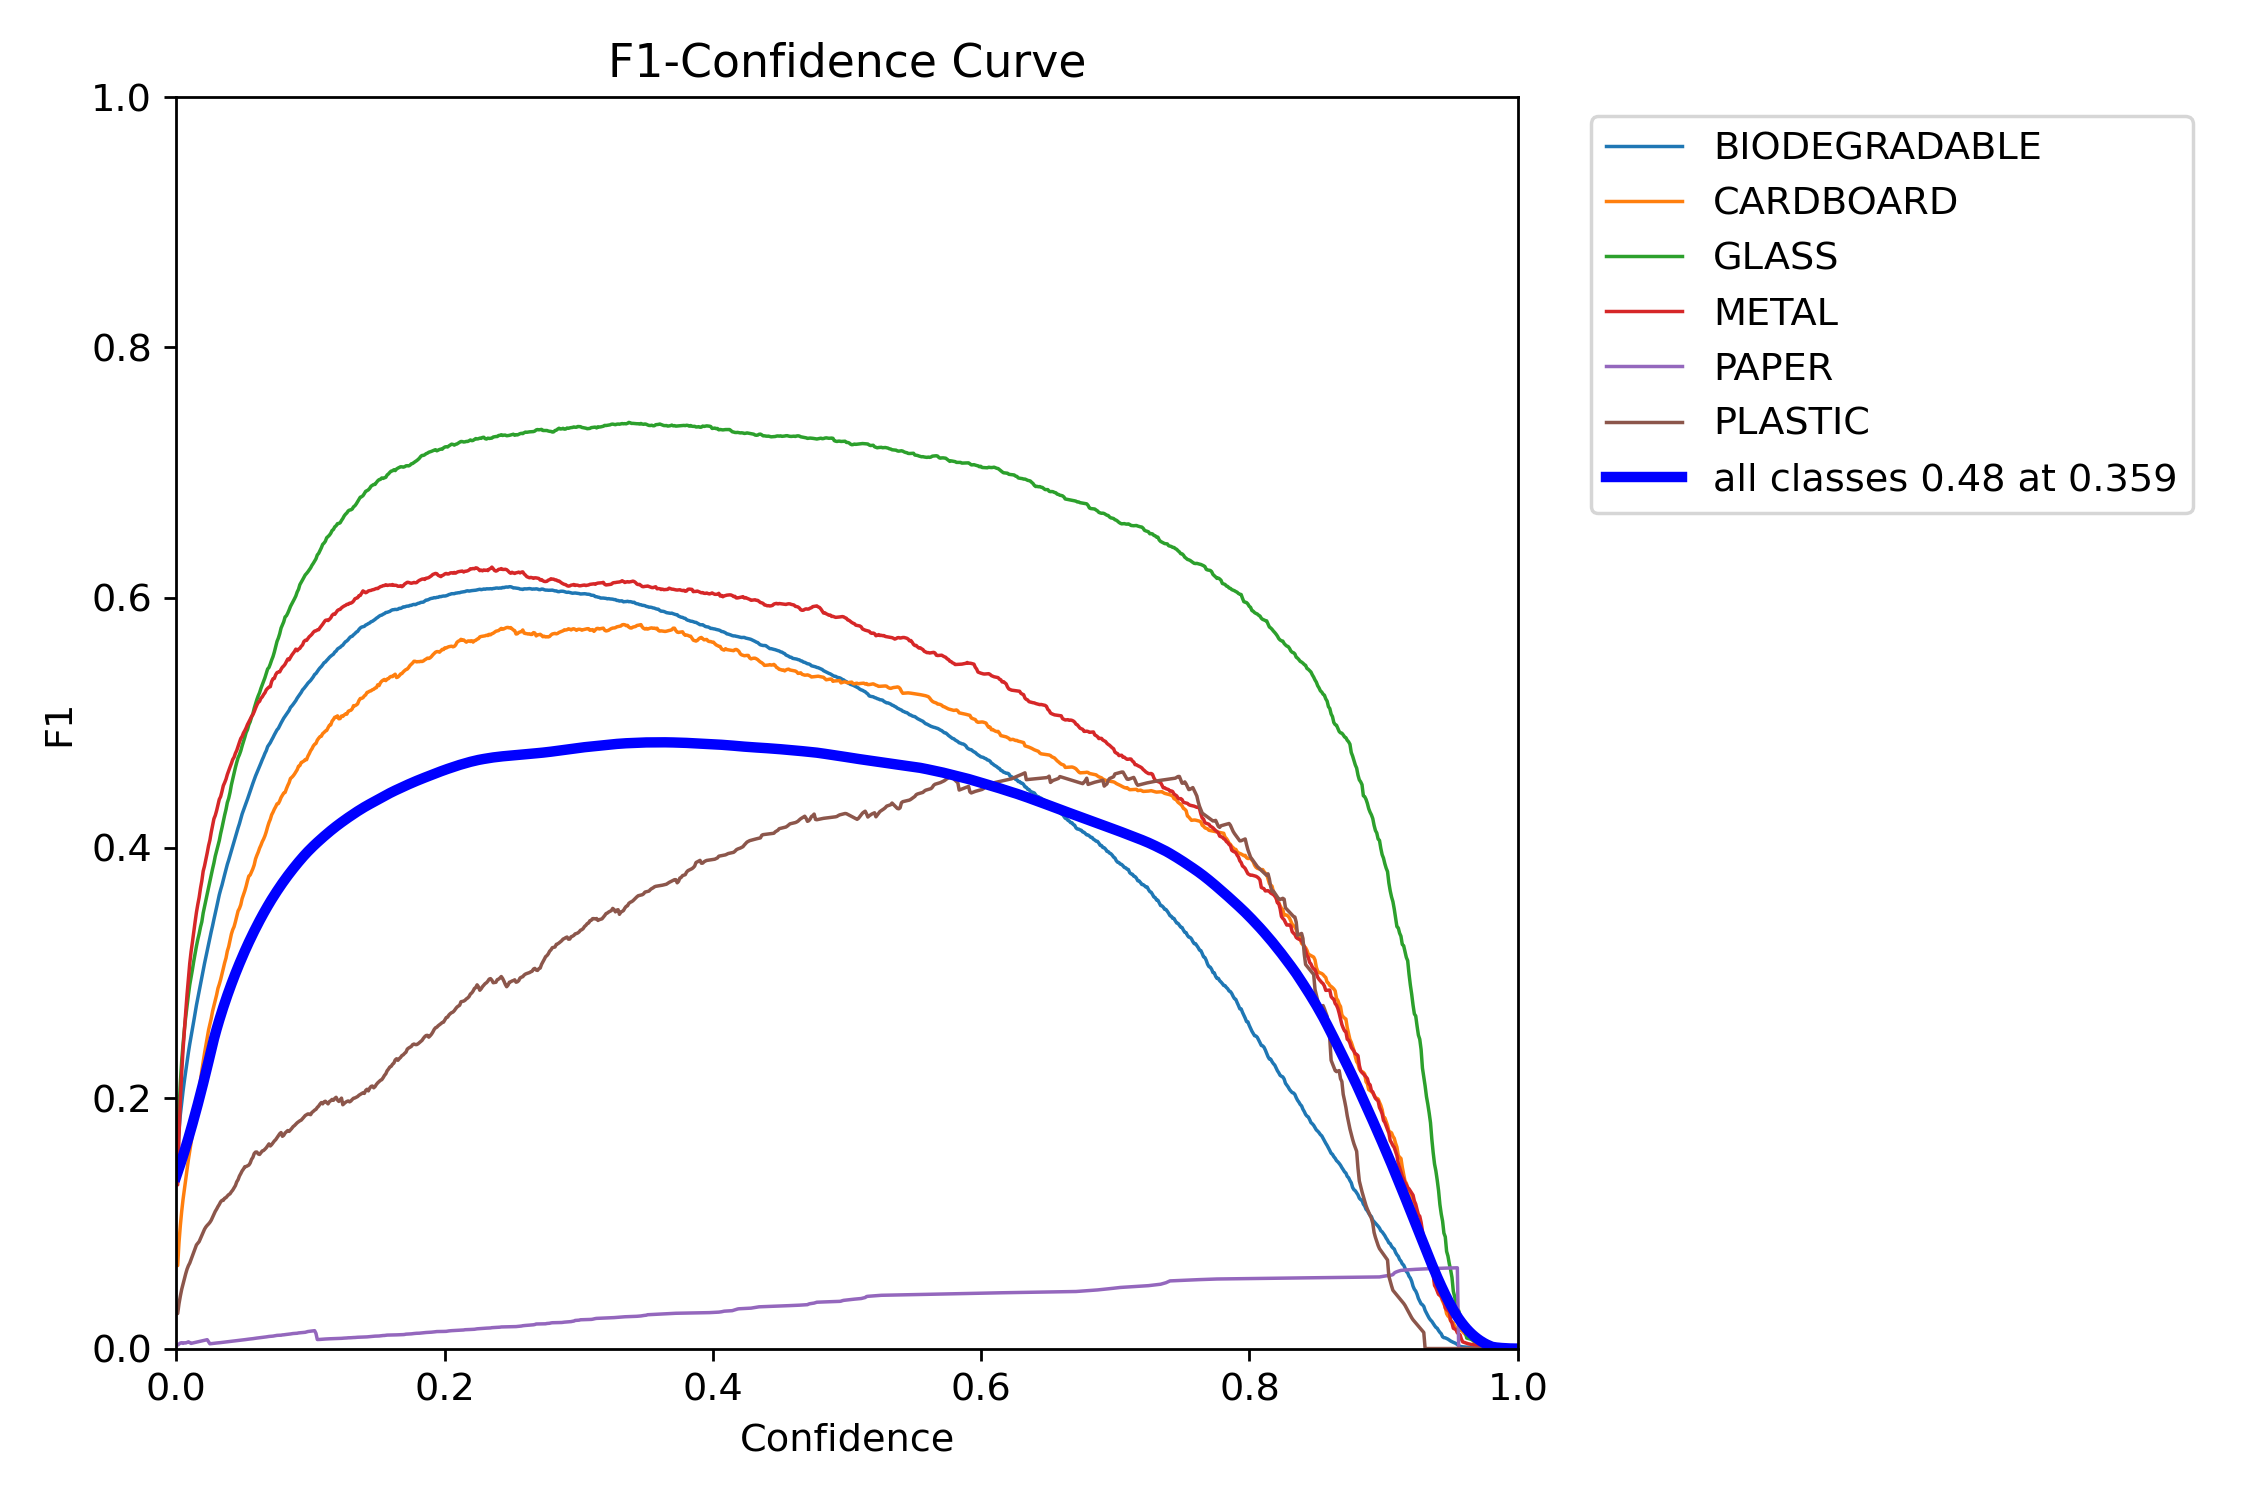 F1-Confidence Curve
1.0
0.8
0.6
0.4
0.2
0.0
F1
0.0 0.2 0.4 0.6 0.8 1.0
Confidence
BIODEGRADABLE
CARDBOARD
GLASS
METAL
PAPER
PLASTIC
all classes 0.48 at 0.359